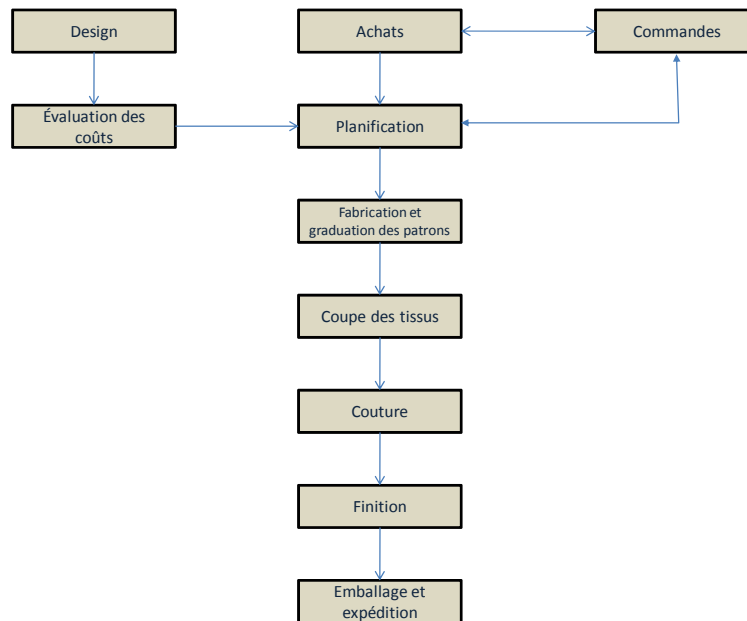 Design
Achats
Commandes
Évaluation des
coûts
Planification
Fabrication et
graduation des patrons
Coupe des tissus
Couture
Finition
Emballage et
expédition